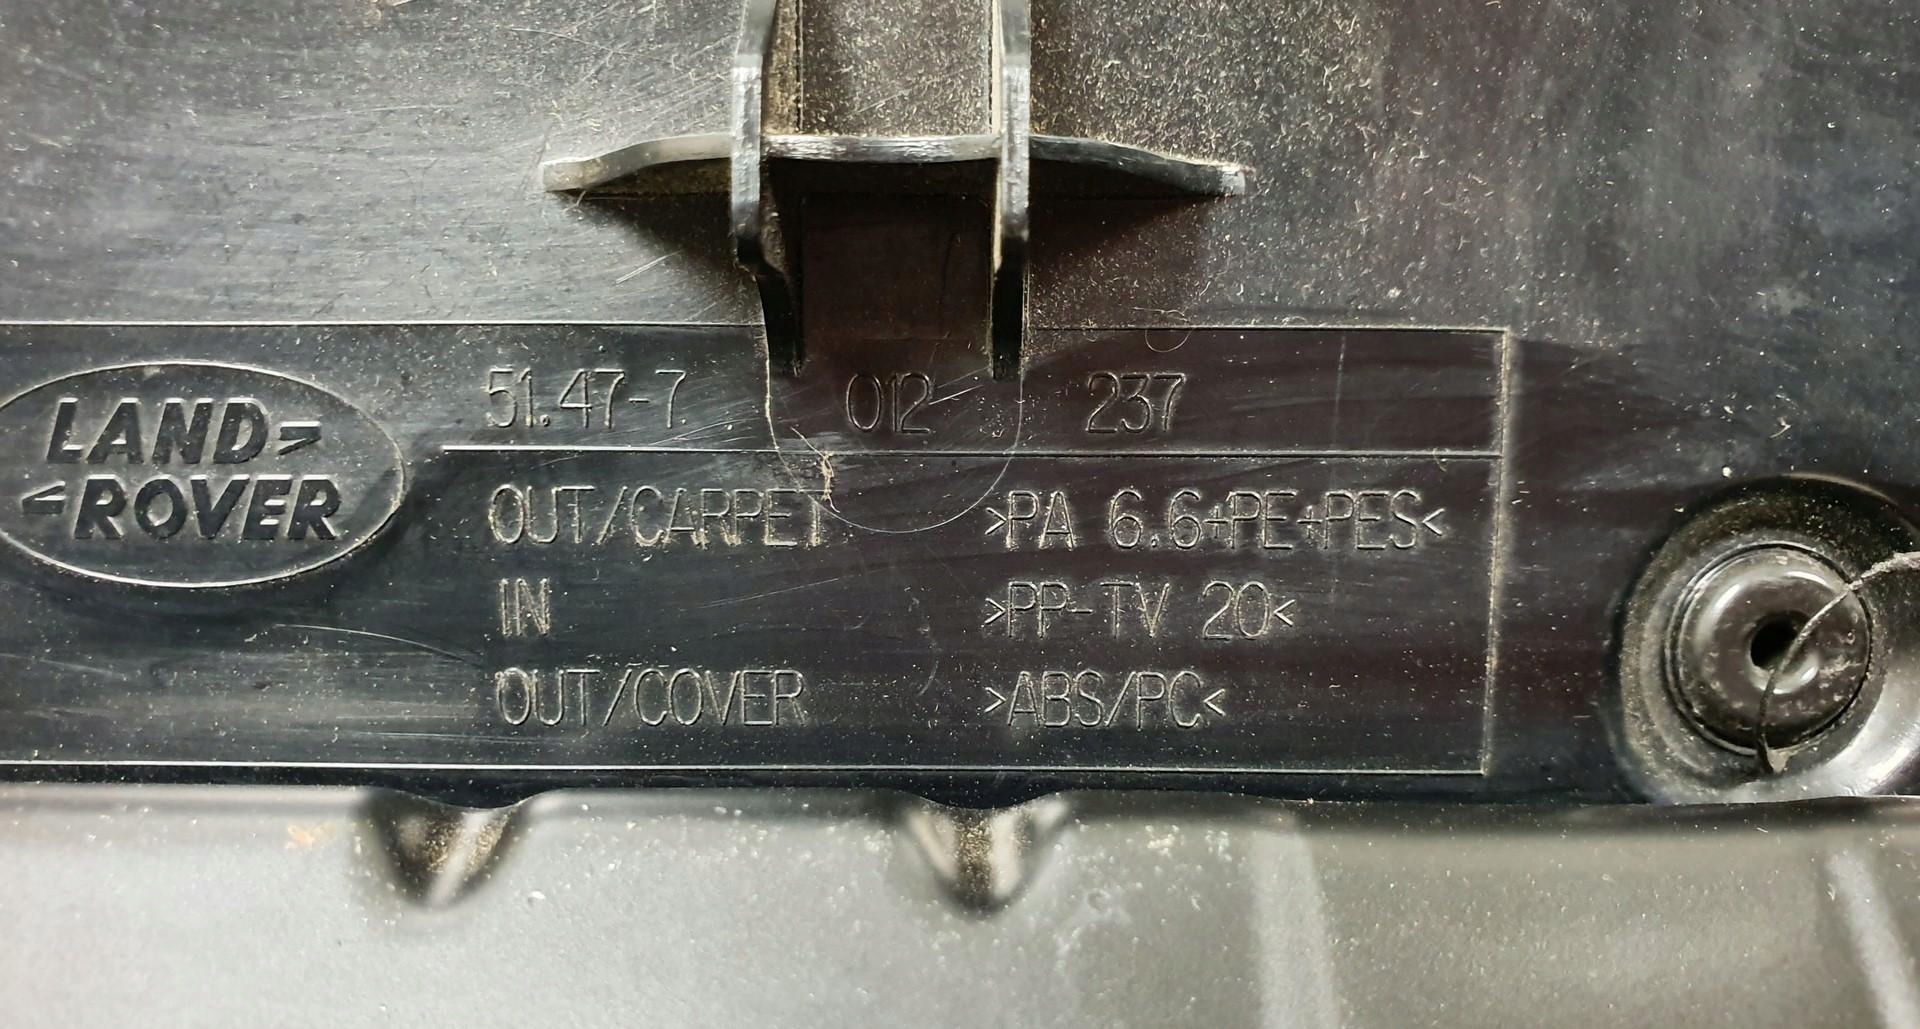 LAND
ROVER
51.47-7 012 237
OUT/CARPET >PA 6.6+PE+PES<
IN >PP-TV 20<
OUT/COVER >ABS/PC<